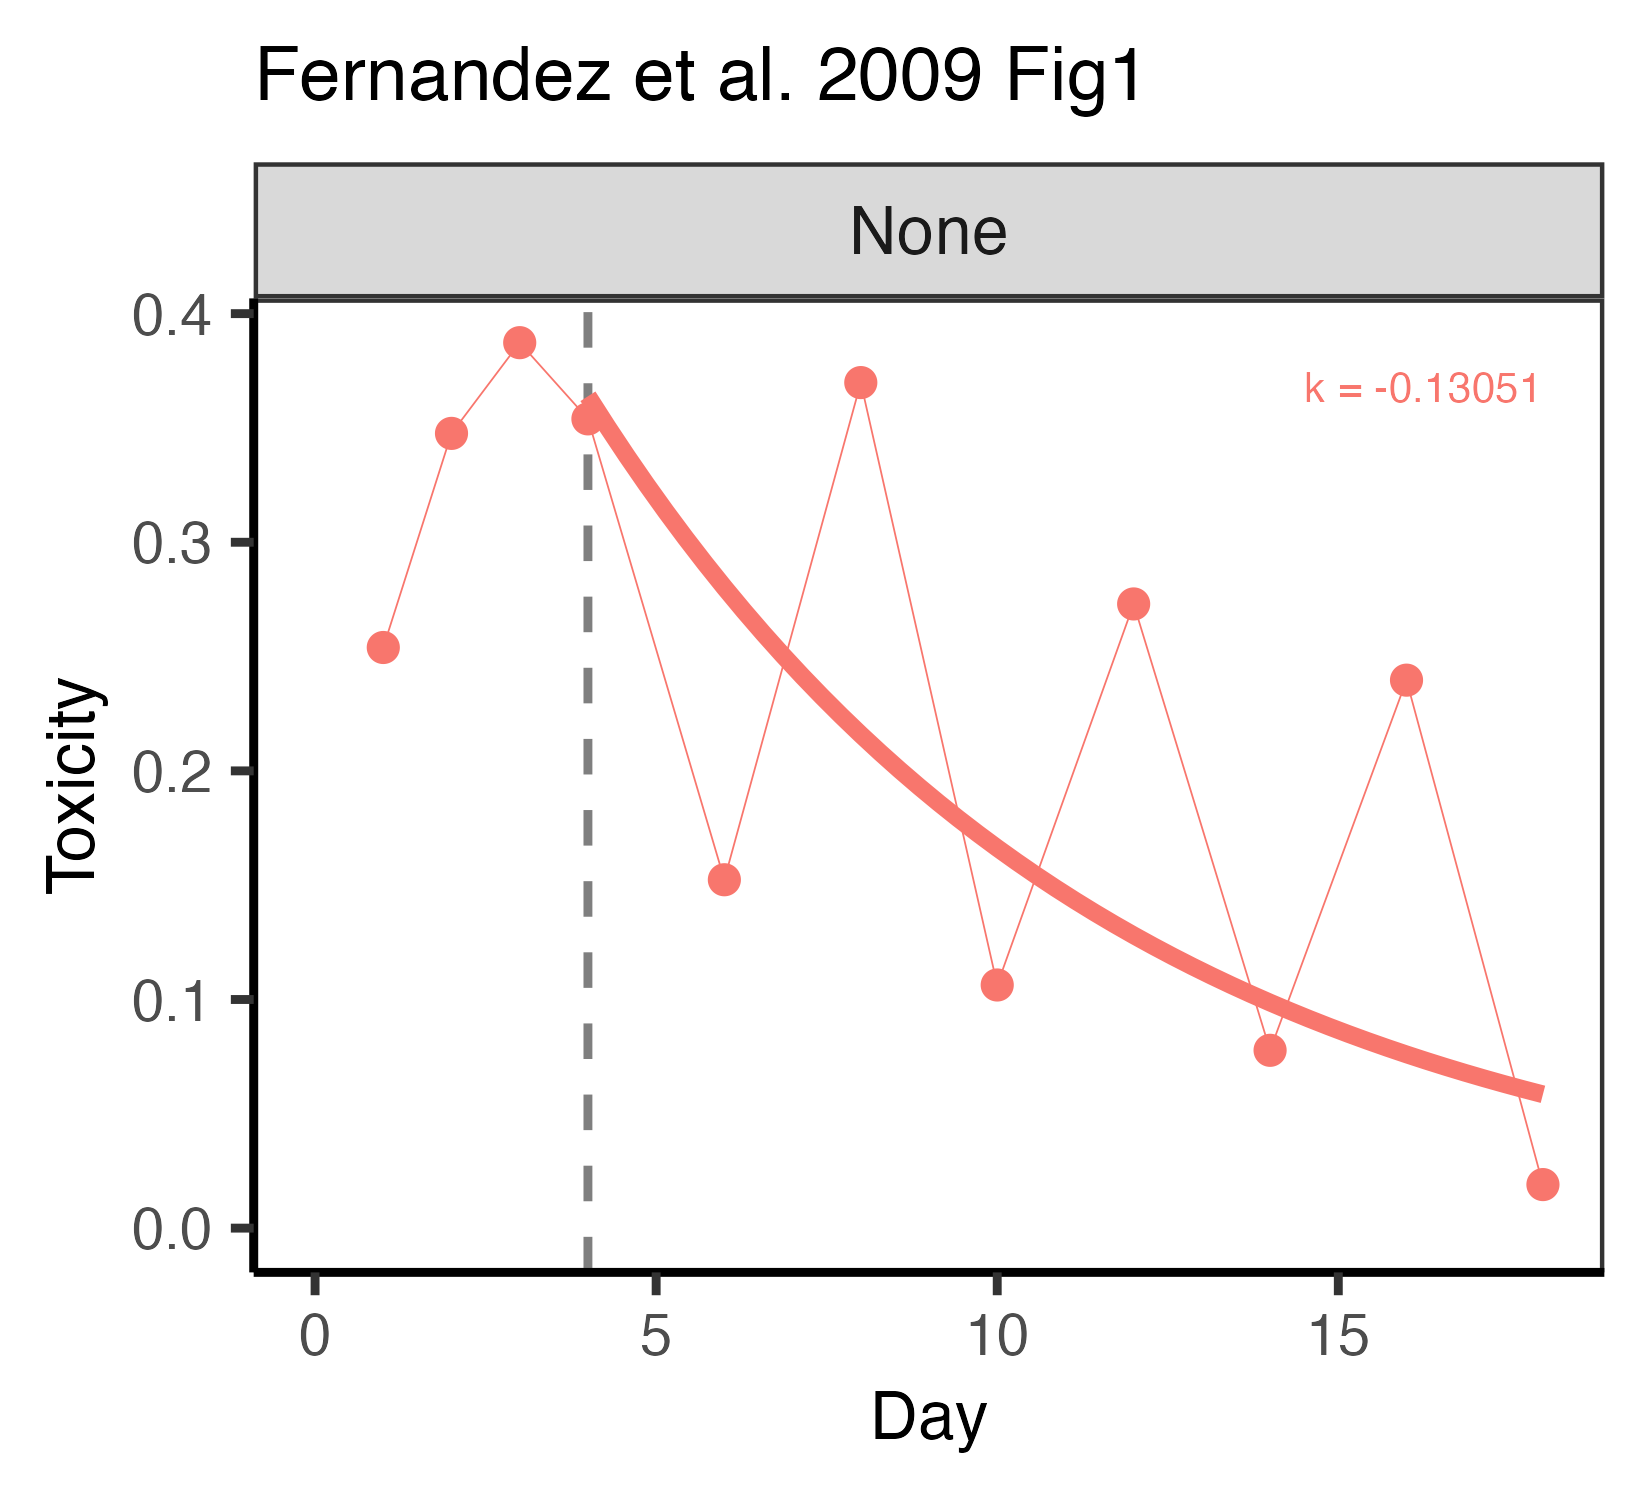 Fernandez et al. 2009 Fig1
None
0.4
k = -0.13051
0.3
0.2
0.1
0.0
Toxicity
0 5 10 15
Day